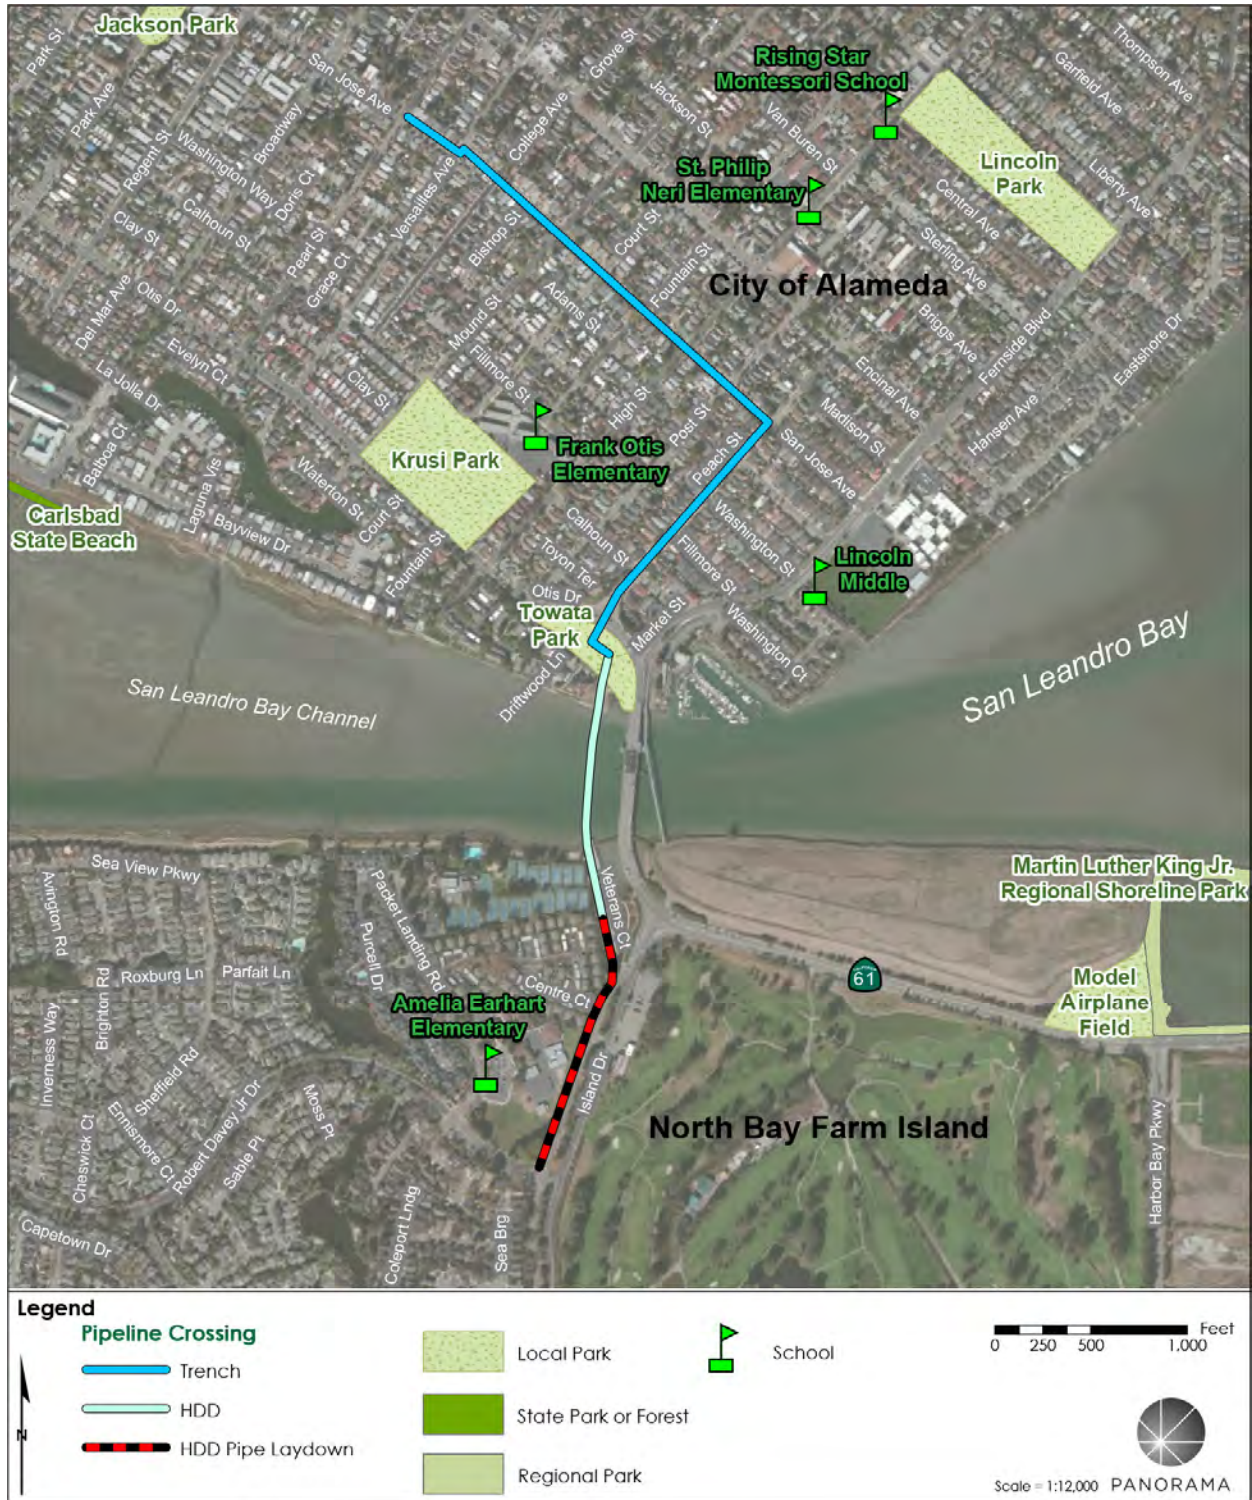 Jackson Park
Park St
San Jose Ave
Grove St
Rising Star
Montessori School
Thompson Ave
Garfield Ave
Park Ave
Regent St
Washington Way
Broadway
Doris Ct
College Ave
Jackson St
Van Buren St
Lincoln
Park
Liberty Ave
St. Philip
Neri Elementary
Central Ave
Sterling Ave
Clay St
Calhoun St
Pearl St
Grace Ct
Versailles Ave
Bishop St
Court St
Fountain St
City of Alameda
Del Mar Ave
Otis Dr
Evelyn Ct
La Jolla Dr
Mound St
Adams St
Fillmore St
Briggs Ave
Fernside Blvd
Eastshore Dr
Clay St
High St
Post St
Peach St
Encinal Ave
Madison St
San Jose Ave
Hansen Ave
Balboa Ct
Laguna Vis
Krusi Park
Frank Otis
Elementary
Waterton St
Court St
Carlsbad
State Beach
Bayview Dr
Fountain St
Calhoun St
Toyon Ter
Washington St
Fillmore St
Lincoln
Middle
Otis Dr
Towata
Park
Market St
Washington Ct
Driftwood Ln
San Leandro Bay Channel
San Leandro Bay
Sea View Pkwy
Avington Rd
Packet Landing Rd
Purcell Dr
Veterans Ct
Martin Luther King Jr.
Regional Shoreline Park
Roxburg Ln
Parfait Ln
Brighton Rd
Centre Ct
61
Model
Airplane
Field
Amelia Earhart
Elementary
Inverness Way
Sheffield Rd
Ennismore Ct
Robert Davey Jr Dr
Moss Pt
Island Dr
North Bay Farm Island
Cheswick Ct
Sable Pt
Harbor Bay Pkwy
Capetown Dr
Coleport Lndg
Sea Brg
Legend
Pipeline Crossing
Trench
HDD
HDD Pipe Laydown
N
Local Park
State Park or Forest
Regional Park
School
Feet
0 250 500 1,000
Scale = 1:12,000
PANORAMA